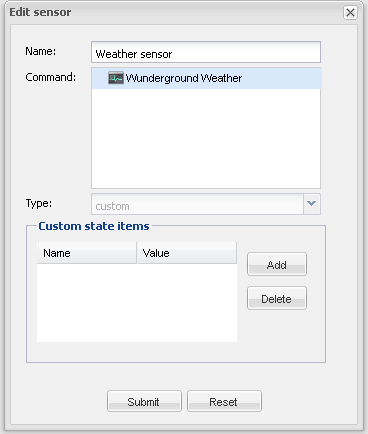 Edit sensor
Name: Weather sensor
Command: Wunderground Weather
Type: custom
Custom state items
Name Value
Add
Delete
Submit Reset